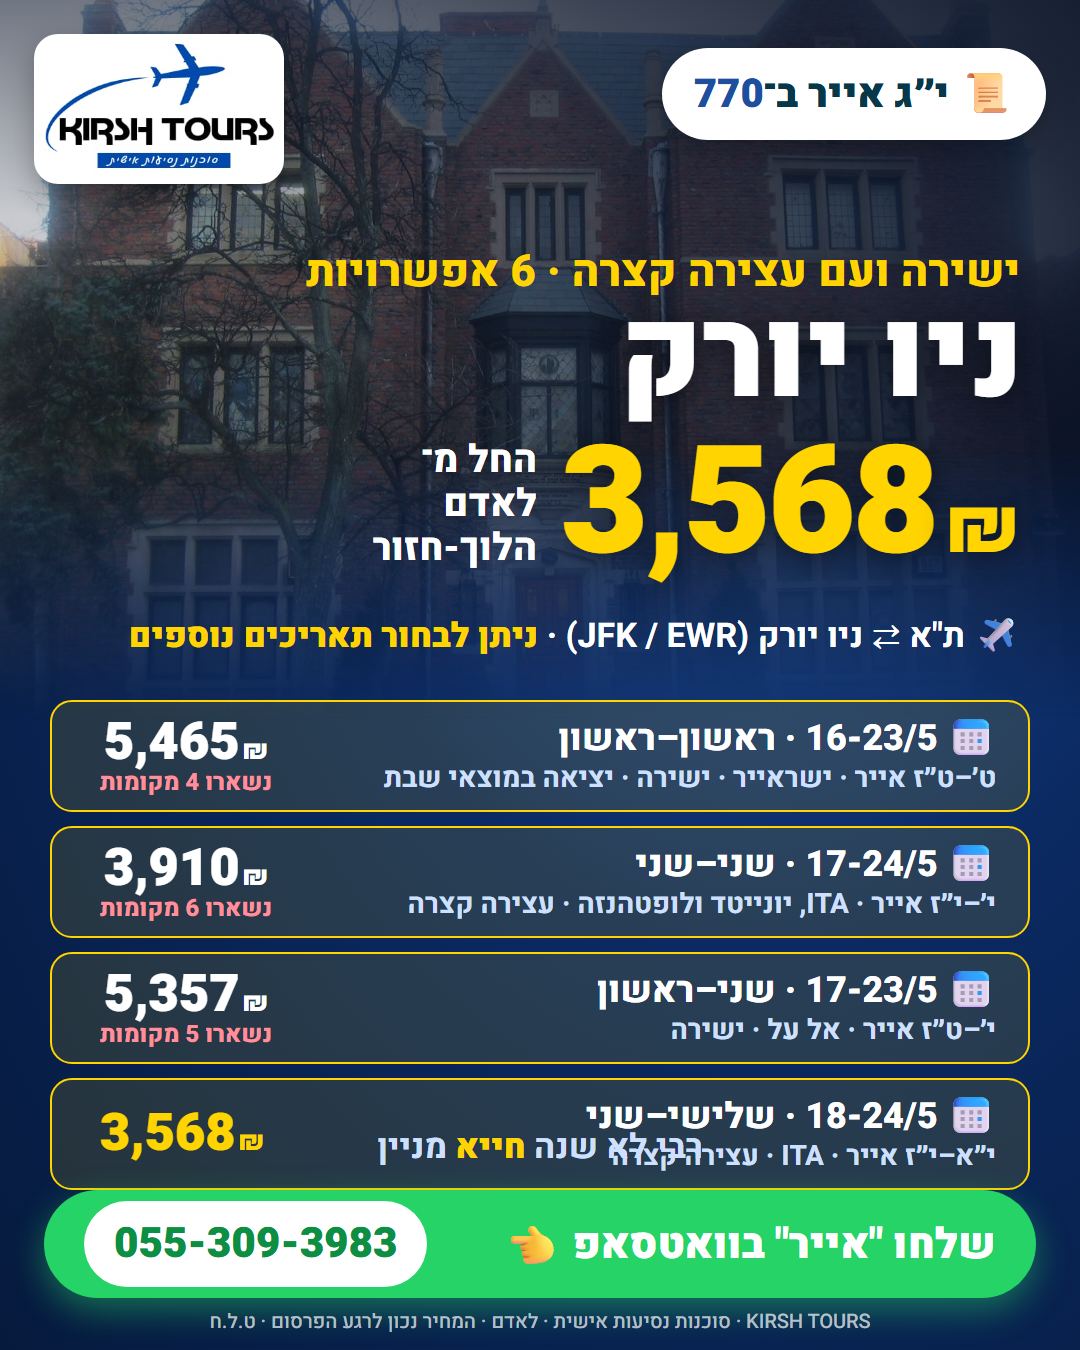 KIRSH TOURS
סוכנות נסיעות אישית
י״ג אייר ב־770
ישירה ועם עצירה קצרה · 6 אפשרויות
ניו יורק
₪3,568
החל מ־
לאדם
הלוך-חזור
ת"א ⇄ ניו יורק (JFK / EWR) · ניתן לבחור תאריכים נוספים
16-23/5 · ראשון–ראשון
ט׳–ט״ז אייר · ישראייר · ישירה · יציאה במוצאי שבת
₪5,465
נשארו 4 מקומות
17-24/5 · שני–שני
י׳–י״ז אייר · ITA, יונייטד ולופטהנזה · עצירה קצרה
₪3,910
נשארו 6 מקומות
17-23/5 · שני–ראשון
י׳–ט״ז אייר · אל על · ישירה
₪5,357
נשארו 5 מקומות
18-24/5 · שלישי–שני
י״א–י״ז אייר · ITA · עצירה קצרה
₪3,568
שנה חייא מניין
שלחו "אייר" בוואטסאפ
055-309-3983
KIRSH TOURS · סוכנות נסיעות אישית · לאדם · המחיר נכון לרגע הפרסום · ט.ל.ח